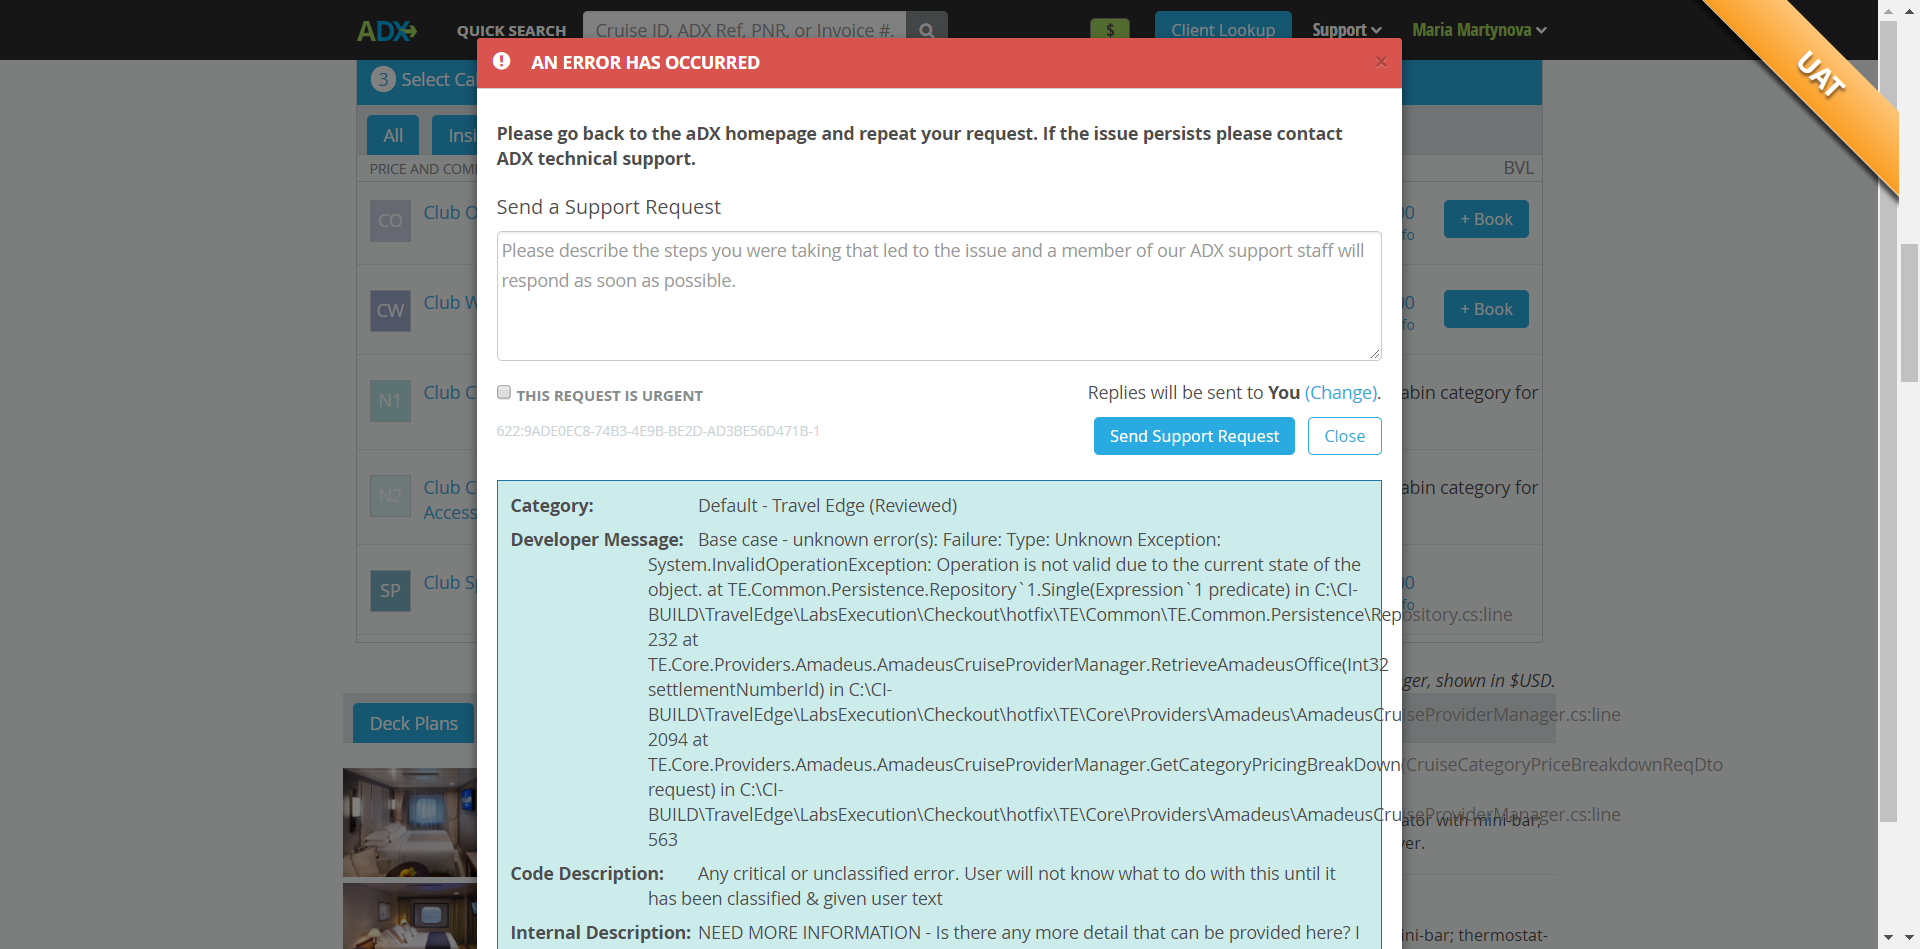 ADX
QUICK SEARCH
Cruise ID, ADX Ref, PNR, or Invoice #.
$
Client Lookup
Support
Maria Martynova
UAT
AN ERROR HAS OCCURRED
×
3 Select Ca
All
Insi
PRICE AND COM
BVL
Please go back to the aDX homepage and repeat your request. If the issue persists please contact
ADX technical support.
Send a Support Request
Please describe the steps you were taking that led to the issue and a member of our ADX support staff will
respond as soon as possible.
CO
Club O
+ Book
fo
CW
Club W
+ Book
fo
N1
Club C
abin category for
THIS REQUEST IS URGENT
Replies will be sent to You (Change).
622:9ADE0EC8-74B3-4E9B-BE2D-AD3BE56D471B-1
Send Support Request
Close
N2
Club C
Access
abin category for
SP
Club Sp
fo
Category: Default - Travel Edge (Reviewed)
Developer Message: Base case - unknown error(s): Failure: Type: Unknown Exception:
System.InvalidOperationException: Operation is not valid due to the current state of the
object. at TE.Common.Persistence.Repository`1.Single(Expression`1 predicate) in C:\CI-
BUILD\TravelEdge\LabsExecution\Checkout\hotfix\TE\Common\TE.Common.Persistence\Repository.cs:line
232 at
TE.Core.Providers.Amadeus.AmadeusCruiseProviderManager.RetrieveAmadeusOffice(Int32
settlementNumberId) in C:\CI-
BUILD\TravelEdge\LabsExecution\Checkout\hotfix\TE\Core\Providers\Amadeus\AmadeusCruiseProviderManager.cs:line
2094 at
TE.Core.Providers.Amadeus.AmadeusCruiseProviderManager.GetCategoryPricingBreakDown(CruiseCategoryPriceBreakdownReqDto
request) in C:\CI-
BUILD\TravelEdge\LabsExecution\Checkout\hotfix\TE\Core\Providers\Amadeus\AmadeusCruiseProviderManager.cs:line
563
Code Description: Any critical or unclassified error. User will not know what to do with this until it
has been classified & given user text
Internal Description: NEED MORE INFORMATION - Is there any more detail that can be provided here? I
ger, shown in $USD.
Deck Plans
ator with mini-bar;
ver.
ini-bar; thermostat-